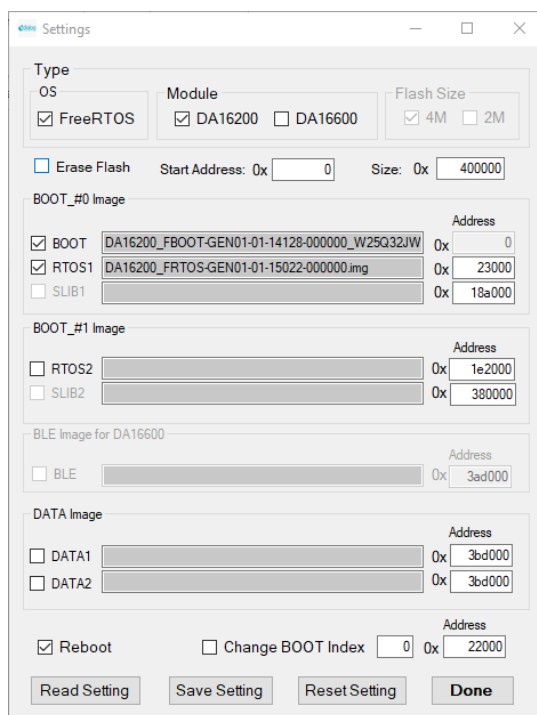 Settings
Type
OS
Module
Flash Size
FreeRTOS
DA16200
DA16600
4M
2M
Erase Flash
Start Address: 0x
0
Size: 0x
400000
BOOT_#0 Image
Address
BOOT
DA16200_FBOOT-GEN01-01-14128-000000_W25Q32JW
0x
0
RTOS1
DA16200_FRTOS-GEN01-01-15022-000000.img
0x
23000
SLIB1
0x
18a000
BOOT_#1 Image
Address
RTOS2
0x
1e2000
SLIB2
0x
380000
BLE Image for DA16600
Address
BLE
0x
3ad000
DATA Image
Address
DATA1
0x
3bd000
DATA2
0x
3bd000
Address
Reboot
Change BOOT Index
0
0x
22000
Read Setting
Save Setting
Reset Setting
Done